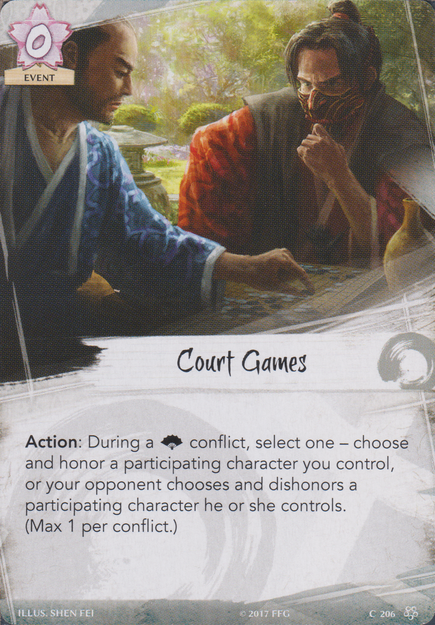 0
EVENT
Court Games
Action: During a conflict, select one – choose
and honor a participating character you control,
or your opponent chooses and dishonors a
participating character he or she controls.
(Max 1 per conflict.)
ILLUS. SHEN FEI © 2017 FFG C 206